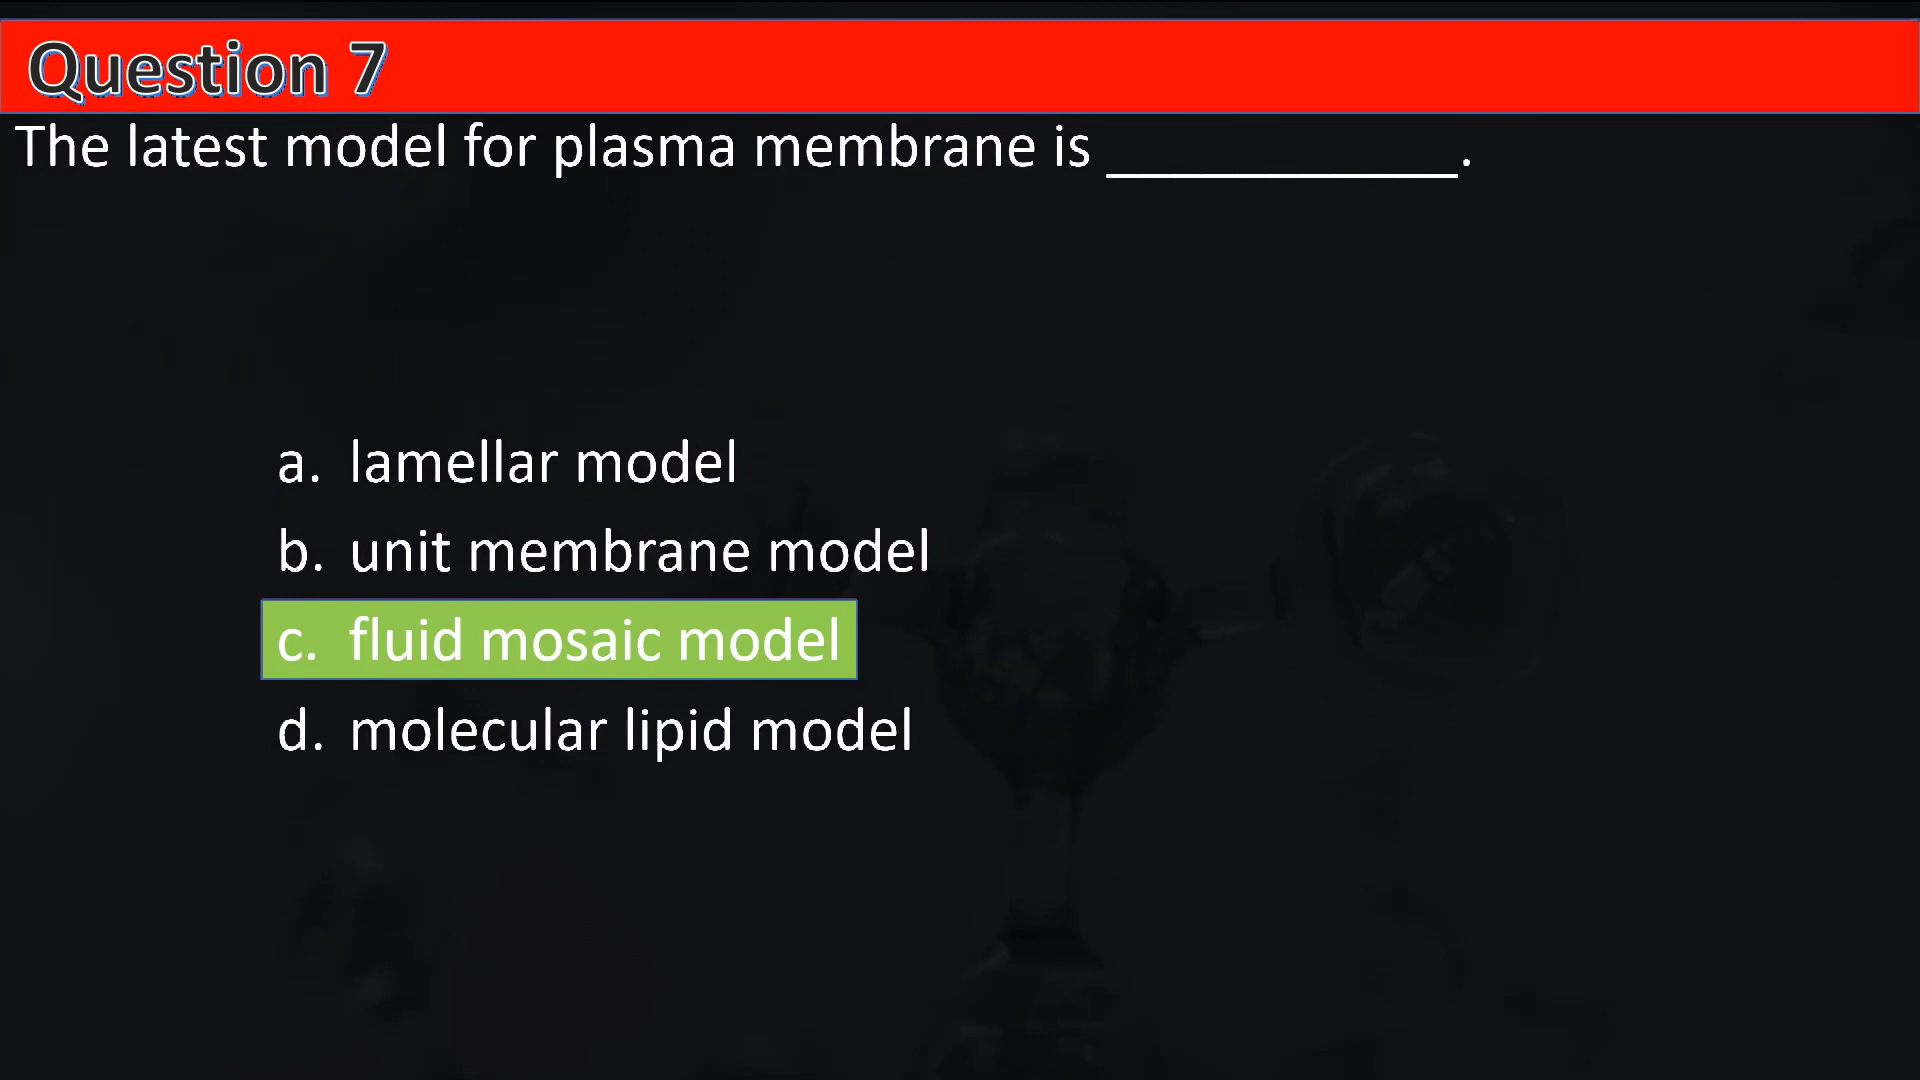 Question 7
The latest model for plasma membrane is ____________.
a. lamellar model
b. unit membrane model
c. fluid mosaic model
d. molecular lipid model